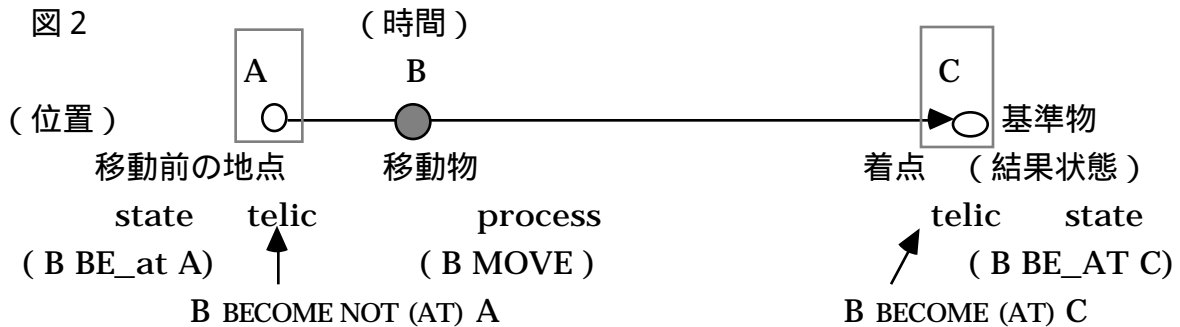 図２ （時間）
A B C
（位置） 基準物
移動前の地点 移動物 着点 （結果状態）
state telic process telic state
( B BE_at A) ( B MOVE ) ( B BE_AT C)
B BECOME NOT (AT) A B BECOME (AT) C